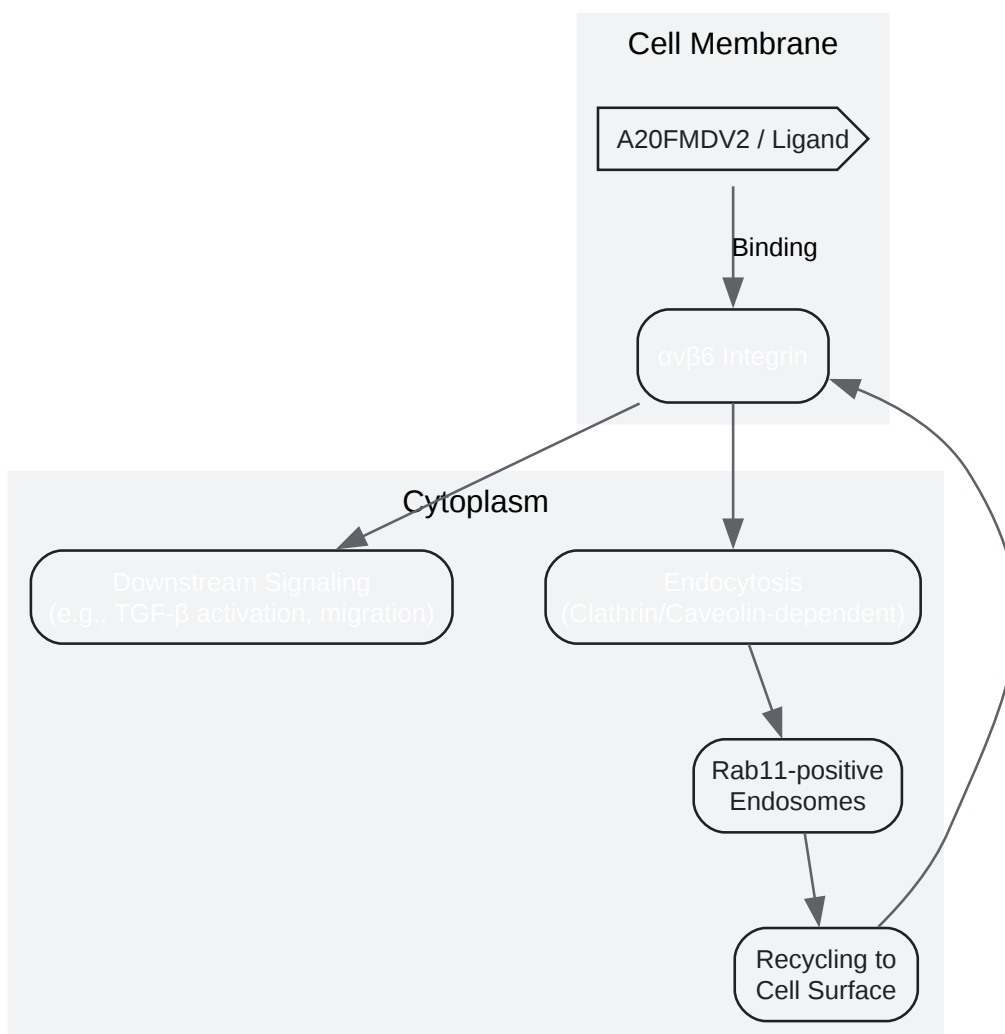 Cell Membrane
A20FMDV2 / Ligand
Binding
αvβ6 Integrin
Cytoplasm
Downstream Signaling
(e.g., TGF-β activation, migration)
Endocytosis
(Clathrin/Caveolin-dependent)
Rab11-positive
Endosomes
Recycling to
Cell Surface